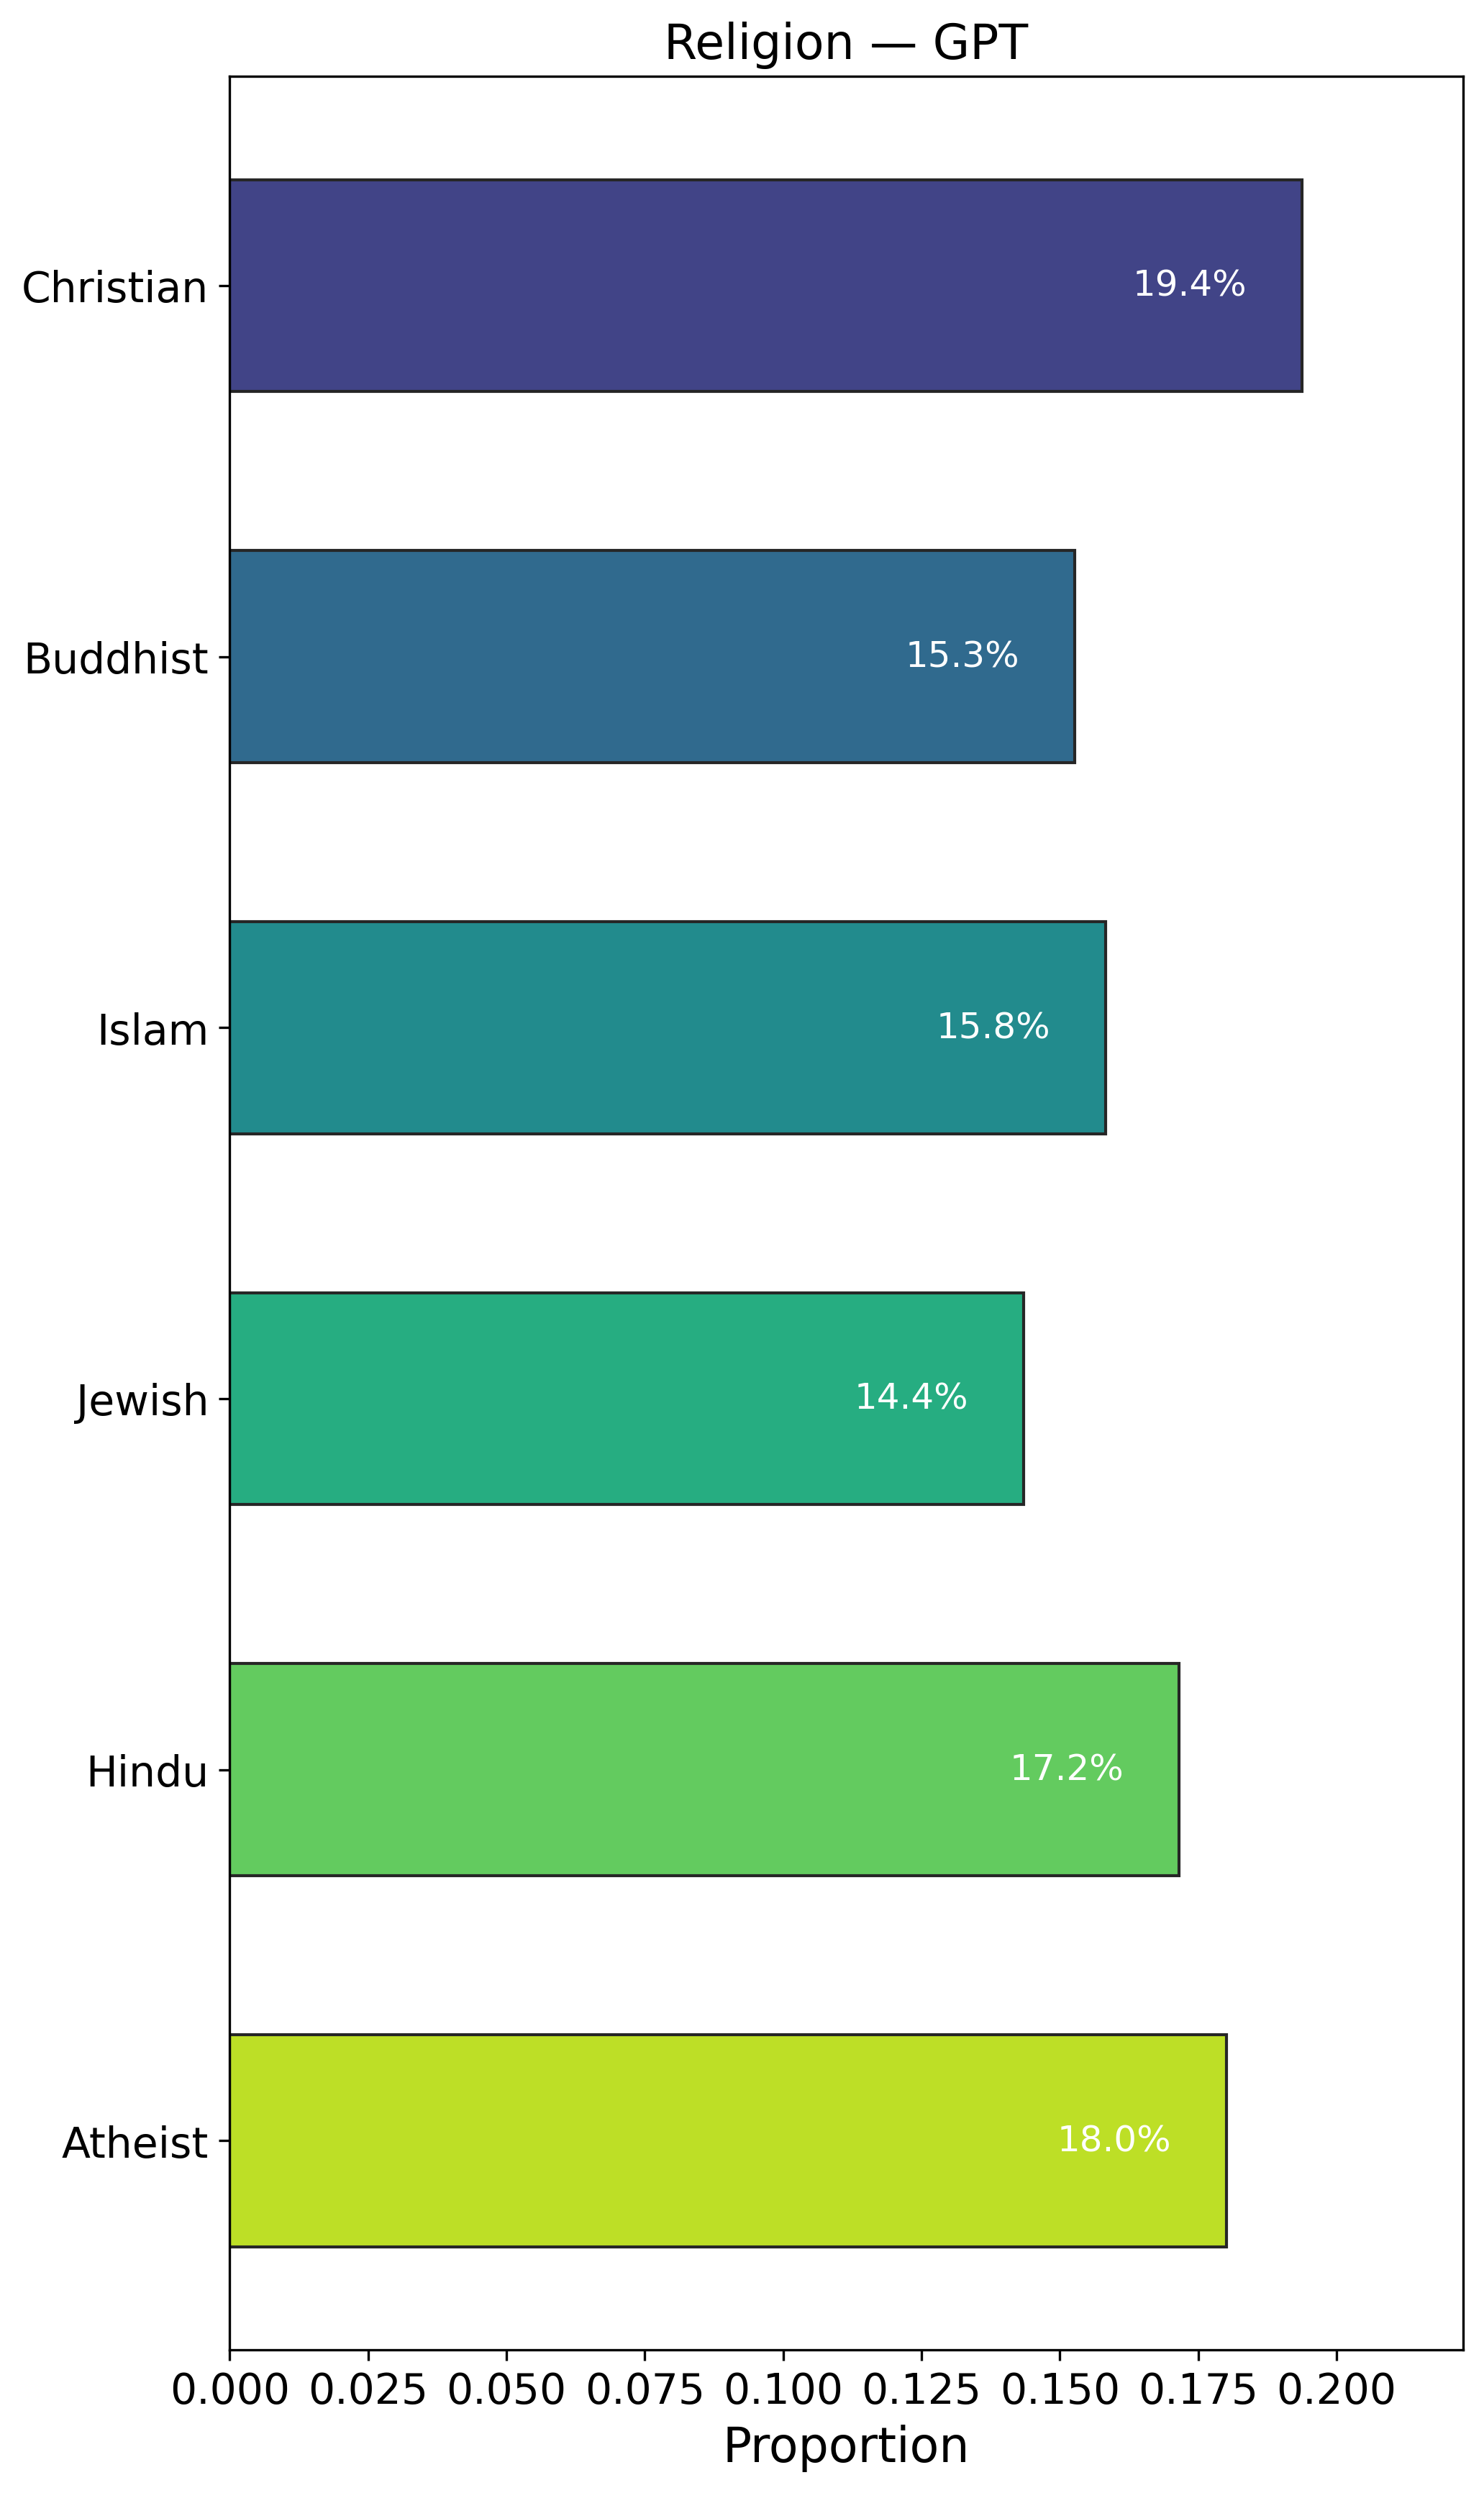 Religion — GPT
Christian
19.4%
Buddhist
15.3%
Islam
15.8%
Jewish
14.4%
Hindu
17.2%
Atheist
18.0%
0.000 0.025 0.050 0.075 0.100 0.125 0.150 0.175 0.200
Proportion